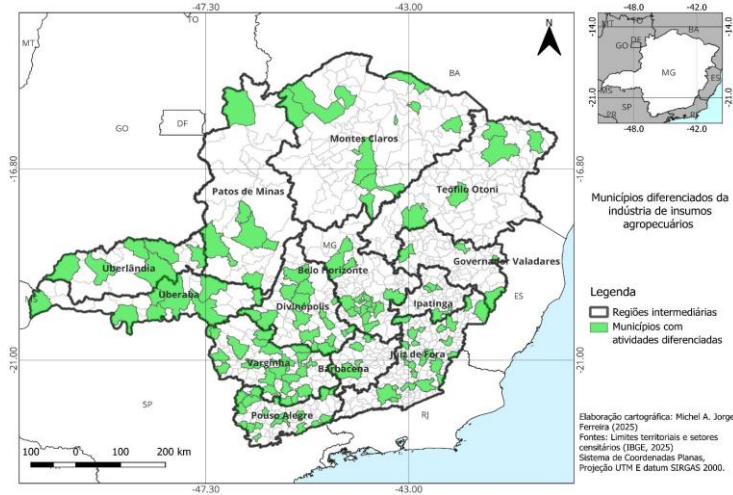 -47.30
-43.00
TO
MT
BA
GO
DF
Montes Claros
-16.80
-16.80
Patos de Minas
Teófilo Otoni
MG
Uberlândia
Belo Horizonte
Governador Valadares
MS
Uberaba
Divinópolis
Ipatinga
ES
-21.00
-21.00
Varginha
Barbacena
Juiz de Fora
SP
Pouso Alegre
RJ
100 0 100 200 km
-47.30
-43.00
N
-48.0
-42.0
-14.0
-14.0
MT
TO
BA
DF
GO
MG
ES
MS
-21.0
-21.0
SP
PR
RJ
-48.0
-42.0
Municípios diferenciados da
indústria de insumos
agropecuários
Legenda
Regiões intermediárias
Municípios com
atividades diferenciadas
Elaboração cartográfica: Michel A. Jorge
Ferreira (2025)
Fontes: Limites territoriais e setores
censitários (IBGE, 2025)
Sistema de Coordenadas Planas,
Projeção UTM E datum SIRGAS 2000.